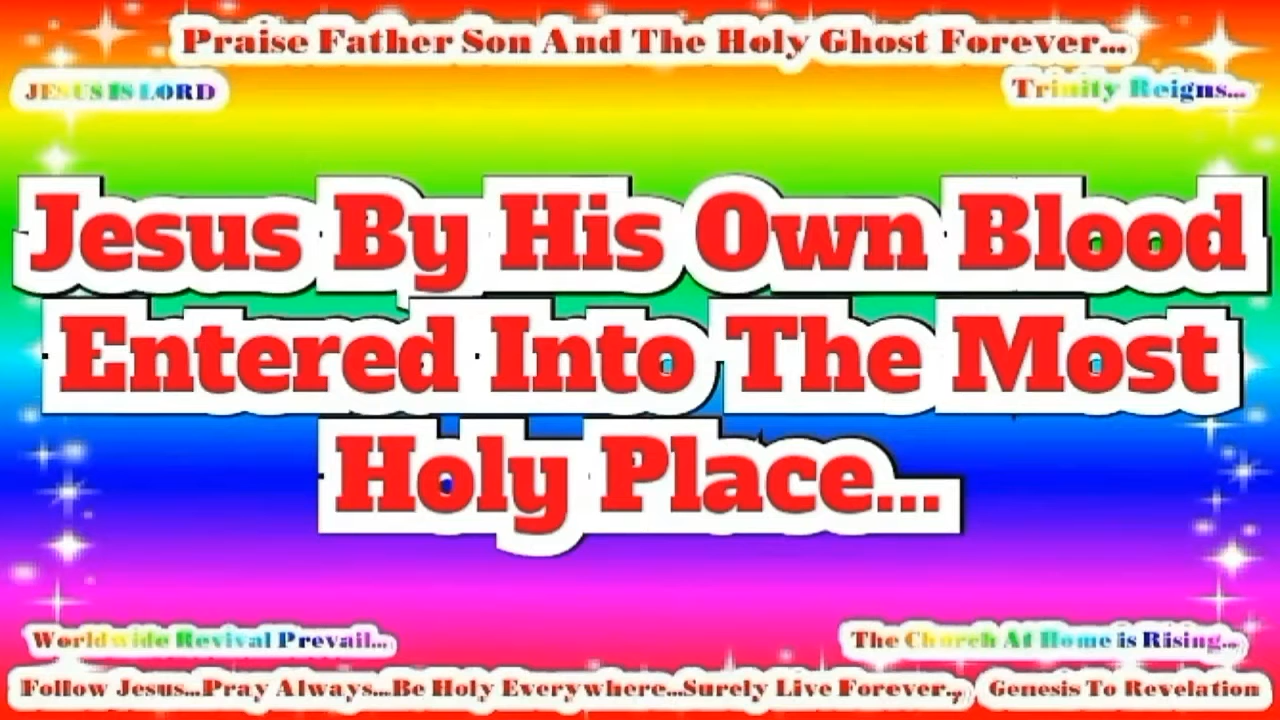 Praise Father Son And The Holy Ghost Forever...
JESUS IS LORD
Trinity Reigns...
Jesus By His Own Blood
Entered Into The Most
Holy Place...
Worldwide Revival Prevail...
The Church At Home is Rising...
Follow Jesus...Pray Always...Be Holy Everywhere...Surely Live Forever..,
Genesis To Revelation